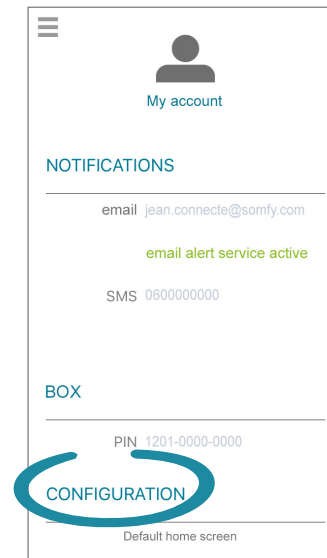 My account
NOTIFICATIONS
email jean.connecte@somfy.com
email alert service active
SMS 0600000000
BOX
PIN 1201-0000-0000
CONFIGURATION
Default home screen